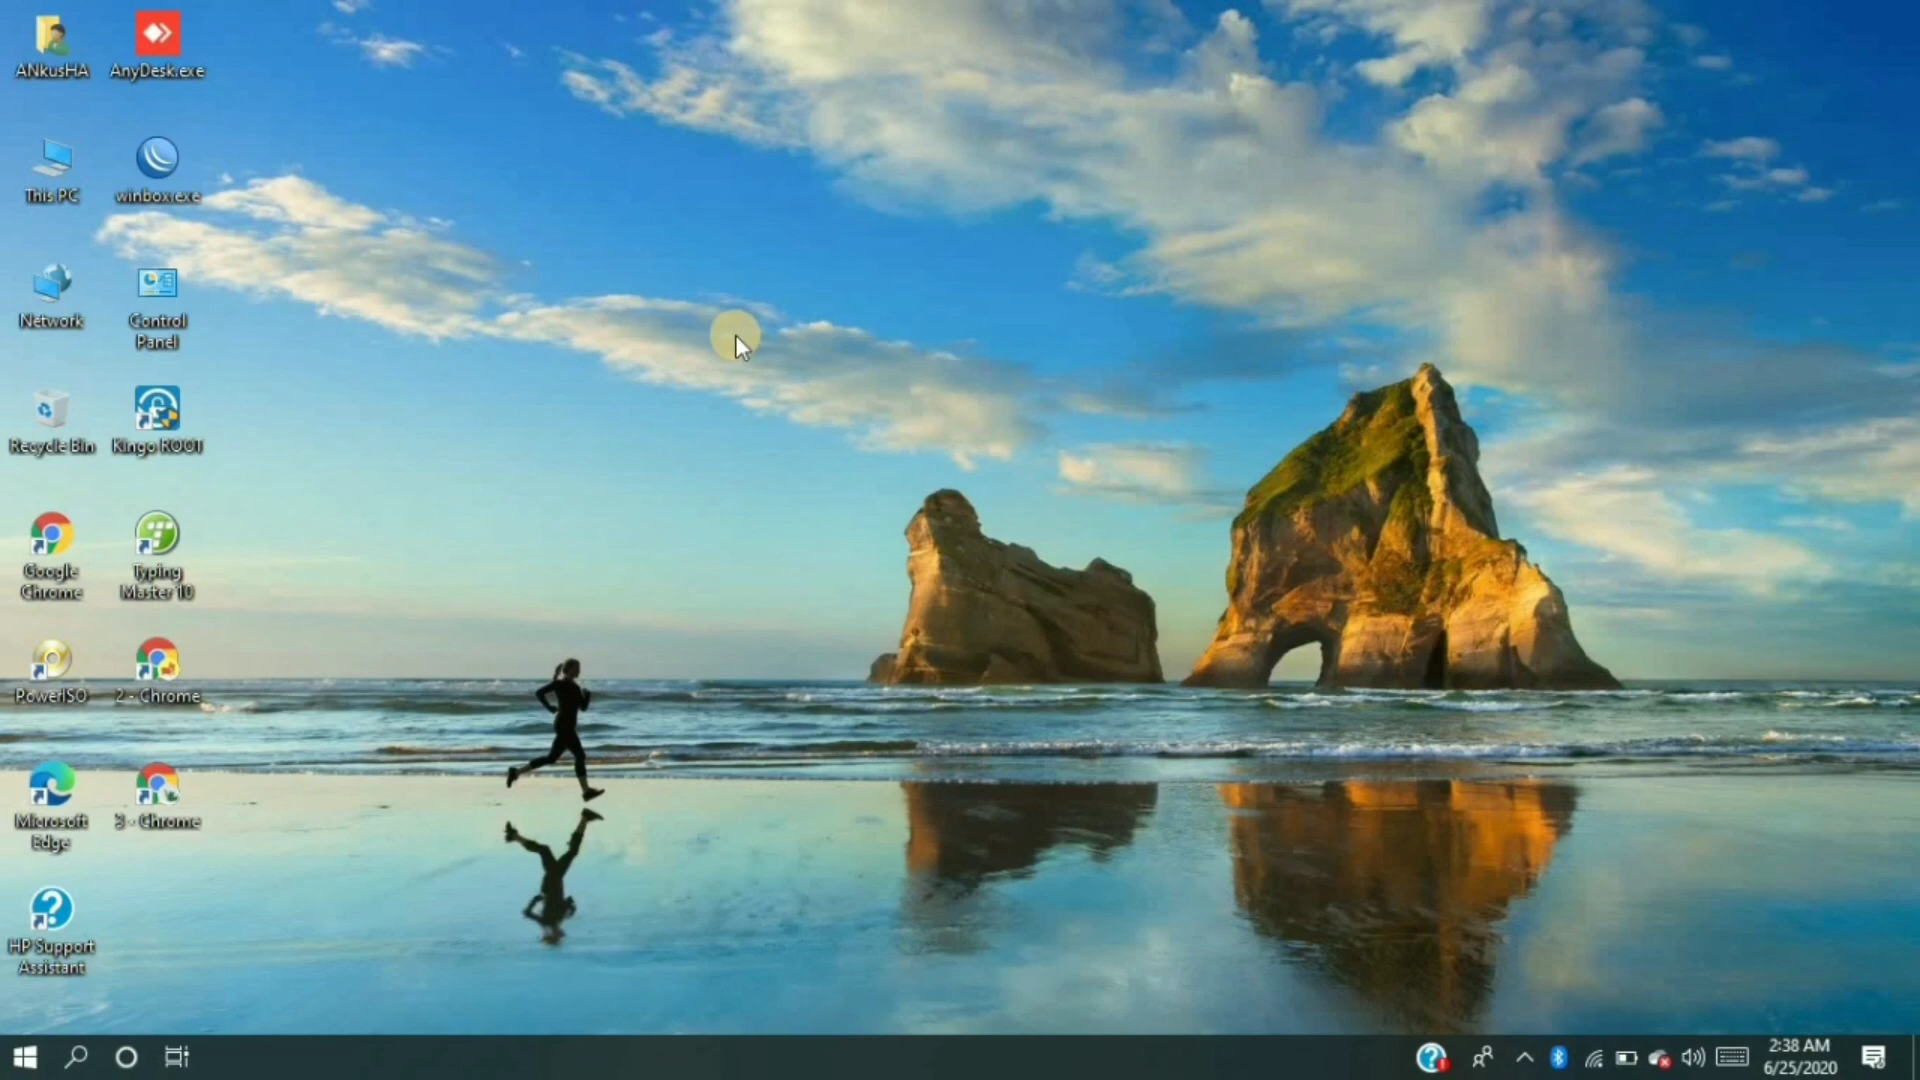 ANkusHA
AnyDesk.exe
This PC
winbox.exe
Network
Control
Panel
Recycle Bin
Kingo ROOT
Google
Chrome
Typing
Master 10
PowerISO
2 - Chrome
Microsoft
Edge
3 - Chrome
HP Support
Assistant
2:38 AM
6/25/2020